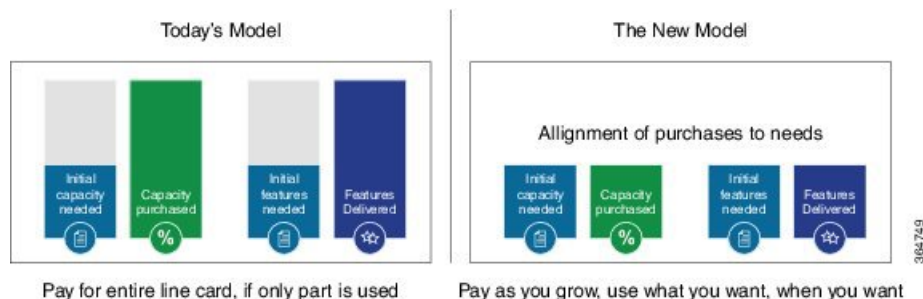 Today's Model
Initial
capacity
needed
Capacity
purchased
%
Initial
features
needed
Features
Delivered
Pay for entire line card, if only part is used
The New Model
Allignment of purchases to needs
Initial
capacity
needed
Capacity
purchased
%
Initial
features
needed
Features
Delivered
Pay as you grow, use what you want, when you want
364749